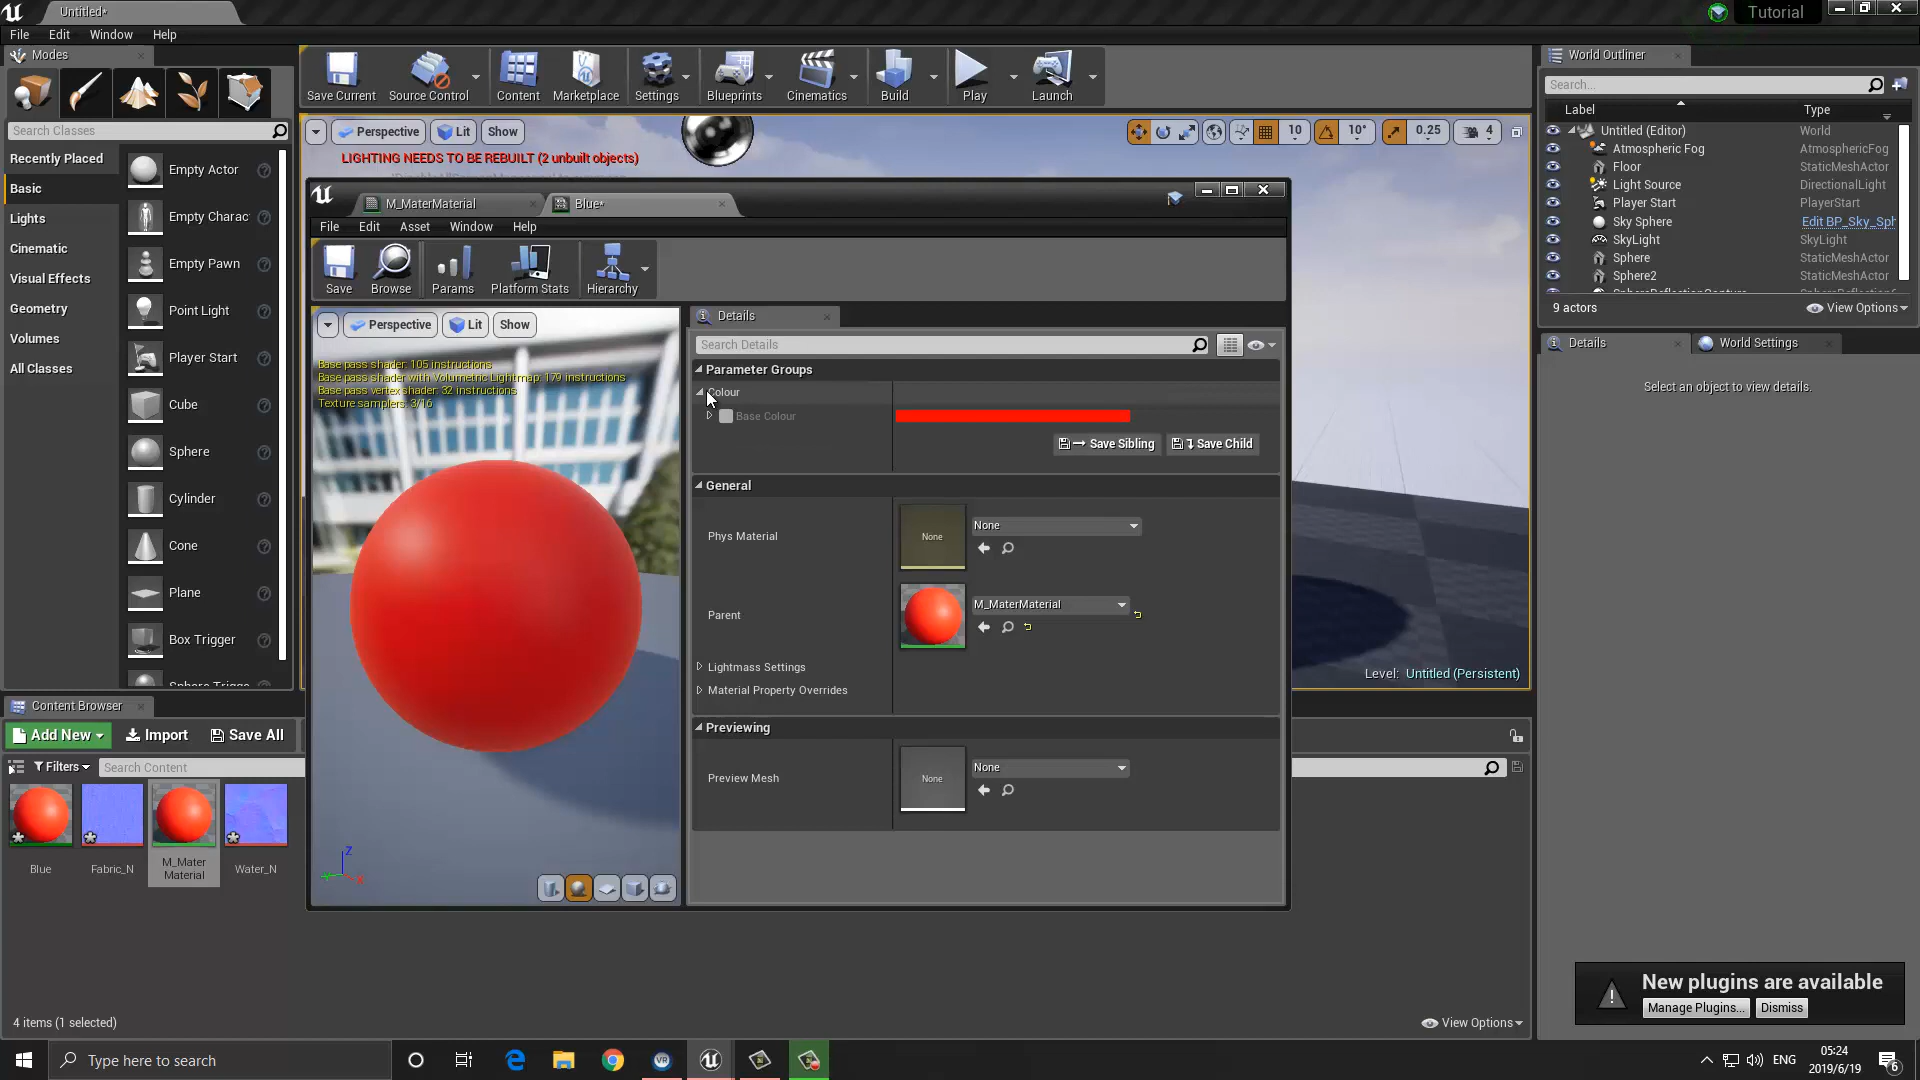 Untitled*
Tutorial
File Edit Window Help
Modes
Search Classes
Recently Placed
Basic
Lights
Cinematic
Visual Effects
Geometry
Volumes
All Classes
Empty Actor
Empty Charac
Empty Pawn
Point Light
Player Start
Cube
Sphere
Cylinder
Cone
Plane
Box Trigger
Save Current Source Control Content Marketplace Settings Blueprints Cinematics Build Play Launch
Perspective Lit Show 10 10° 0.25 4
LIGHTING NEEDS TO BE REBUILT (2 unbuilt objects)
M_MaterMaterial Blue*
File Edit Asset Window Help
Save Browse Params Platform Stats Hierarchy
Perspective Lit Show
Base pass shader: 105 instructions
Base pass shader with Volumetric Lightmap: 179 instructions
Base pass vertex shader: 32 instructions
Texture samplers: 3/16
Z
Details
Search Details
Parameter Groups
Colour
Base Colour
Save Sibling Save Child
General
Phys Material None None
Parent M_MaterMaterial
Lightmass Settings
Material Property Overrides
Previewing
Preview Mesh None None
Level: Untitled (Persistent)
World Outliner
Search...
Label Type
Untitled (Editor) World
Atmospheric Fog AtmosphericFog
Floor StaticMeshActor
Light Source DirectionalLight
Player Start PlayerStart
Sky Sphere Edit BP_Sky_Sph
SkyLight SkyLight
Sphere StaticMeshActor
Sphere2 StaticMeshActor
9 actors View Options
Details World Settings
Select an object to view details.
Content Browser
Add New Import Save All
Filters Search Content
Blue
Fabric_N
M_Mater
Material
Water_N
4 items (1 selected) View Options
New plugins are available
Manage Plugins... Dismiss
Type here to search
ENG
05:24
2019/6/19
6